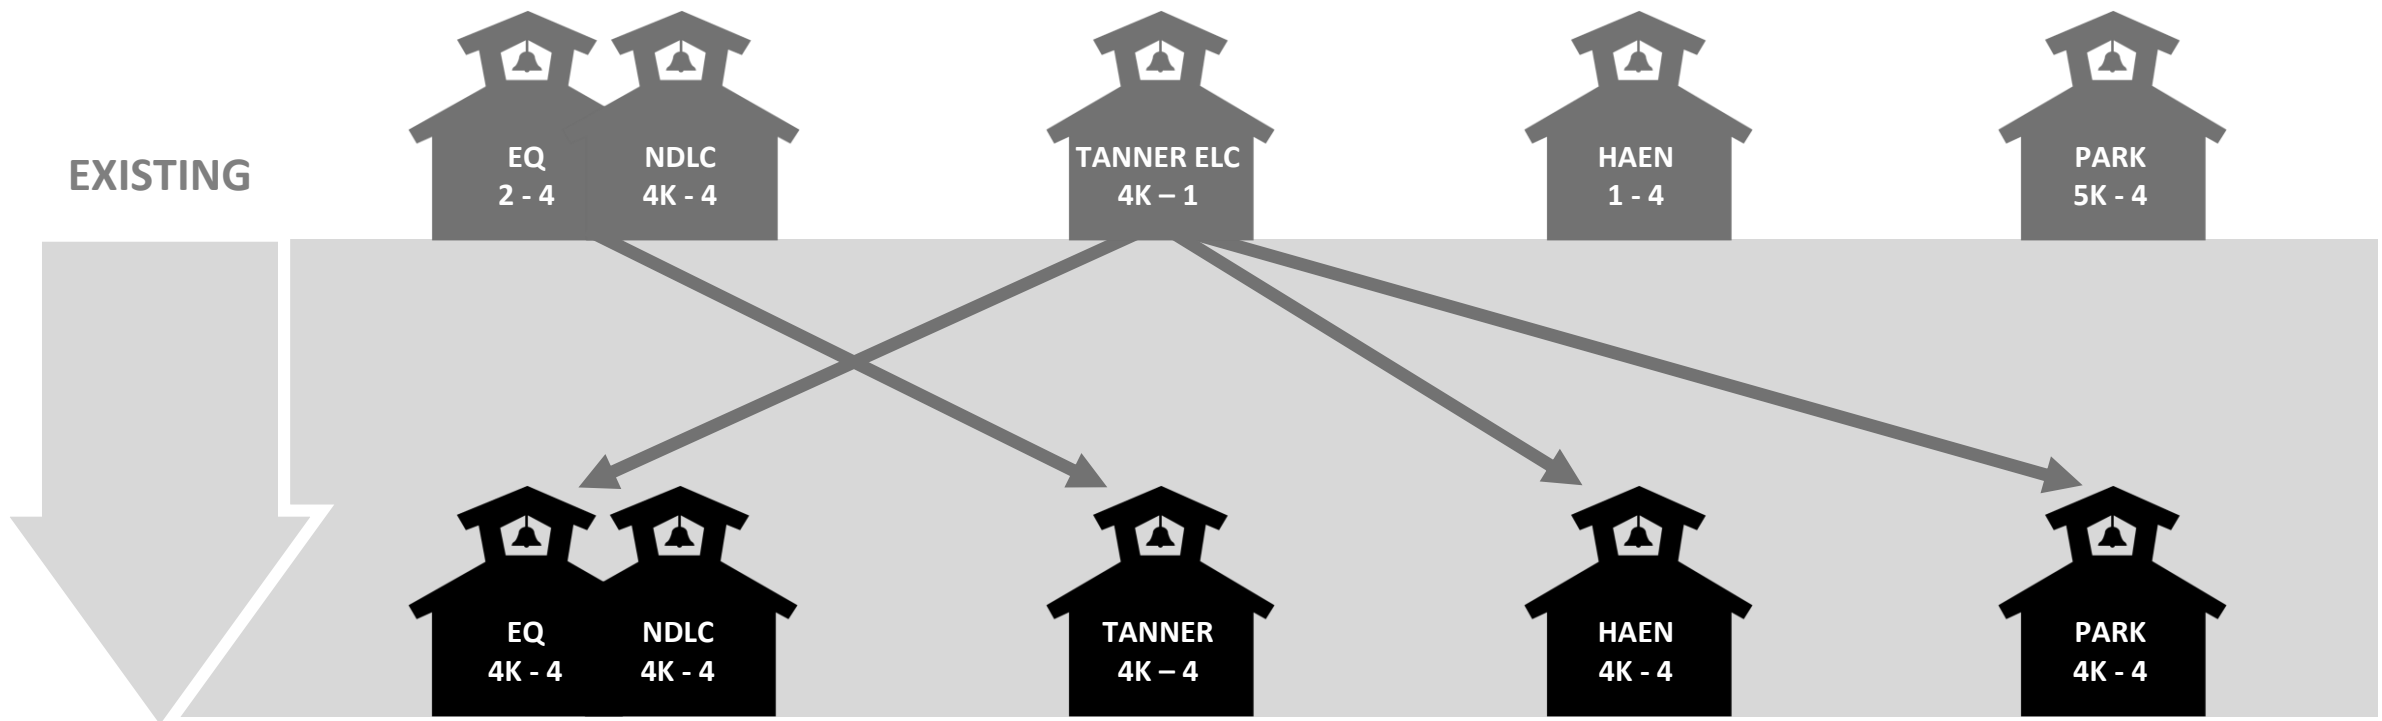 EXISTING
EQ
2 - 4
NDLC
4K - 4
TANNER ELC
4K – 1
HAEN
1 - 4
PARK
5K - 4
EQ
4K - 4
NDLC
4K - 4
TANNER
4K – 4
HAEN
4K - 4
PARK
4K - 4